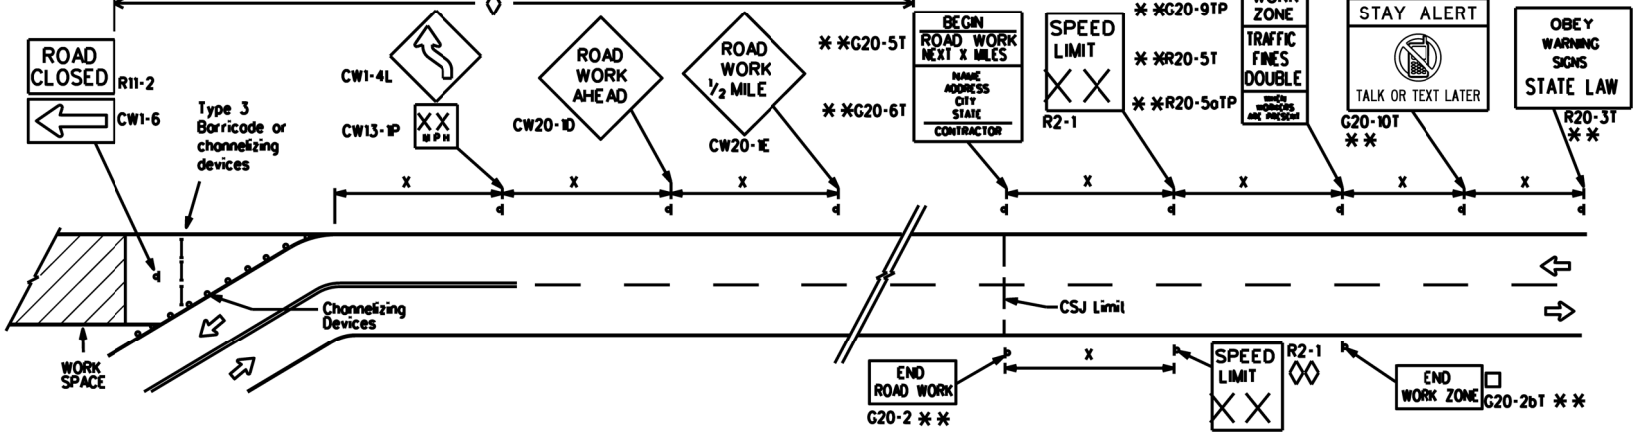 ROAD
CLOSED
R11-2
CW1-6
Type 3
Barricode or
channelizing
devices
CW1-4L
XX
MPH
CW13-1P
ROAD
WORK
AHEAD
CW20-1D
ROAD
WORK
1/2 MILE
CW20-1E
* *G20-5T
* *G20-6T
BEGIN
ROAD WORK
NEXT X MILES
NAME
ADDRESS
CITY
STATE
CONTRACTOR
SPEED
LIMIT
XX
R2-1
* *G20-9TP
* *R20-5T
* *R20-5aTP
WORK
ZONE
TRAFFIC
FINES
DOUBLE
WHEN
WORKERS
ARE PRESENT
STAY ALERT
TALK OR TEXT LATER
G20-10T
* *
OBEY
WARNING
SIGNS
STATE LAW
R20-3T
* *
X
X
X
X
X
X
X
Channelizing
Devices
CSJ Limit
WORK
SPACE
END
ROAD WORK
G20-2 * *
X
SPEED
LIMIT
XX
R2-1
END
WORK ZONE
G20-2bT * *